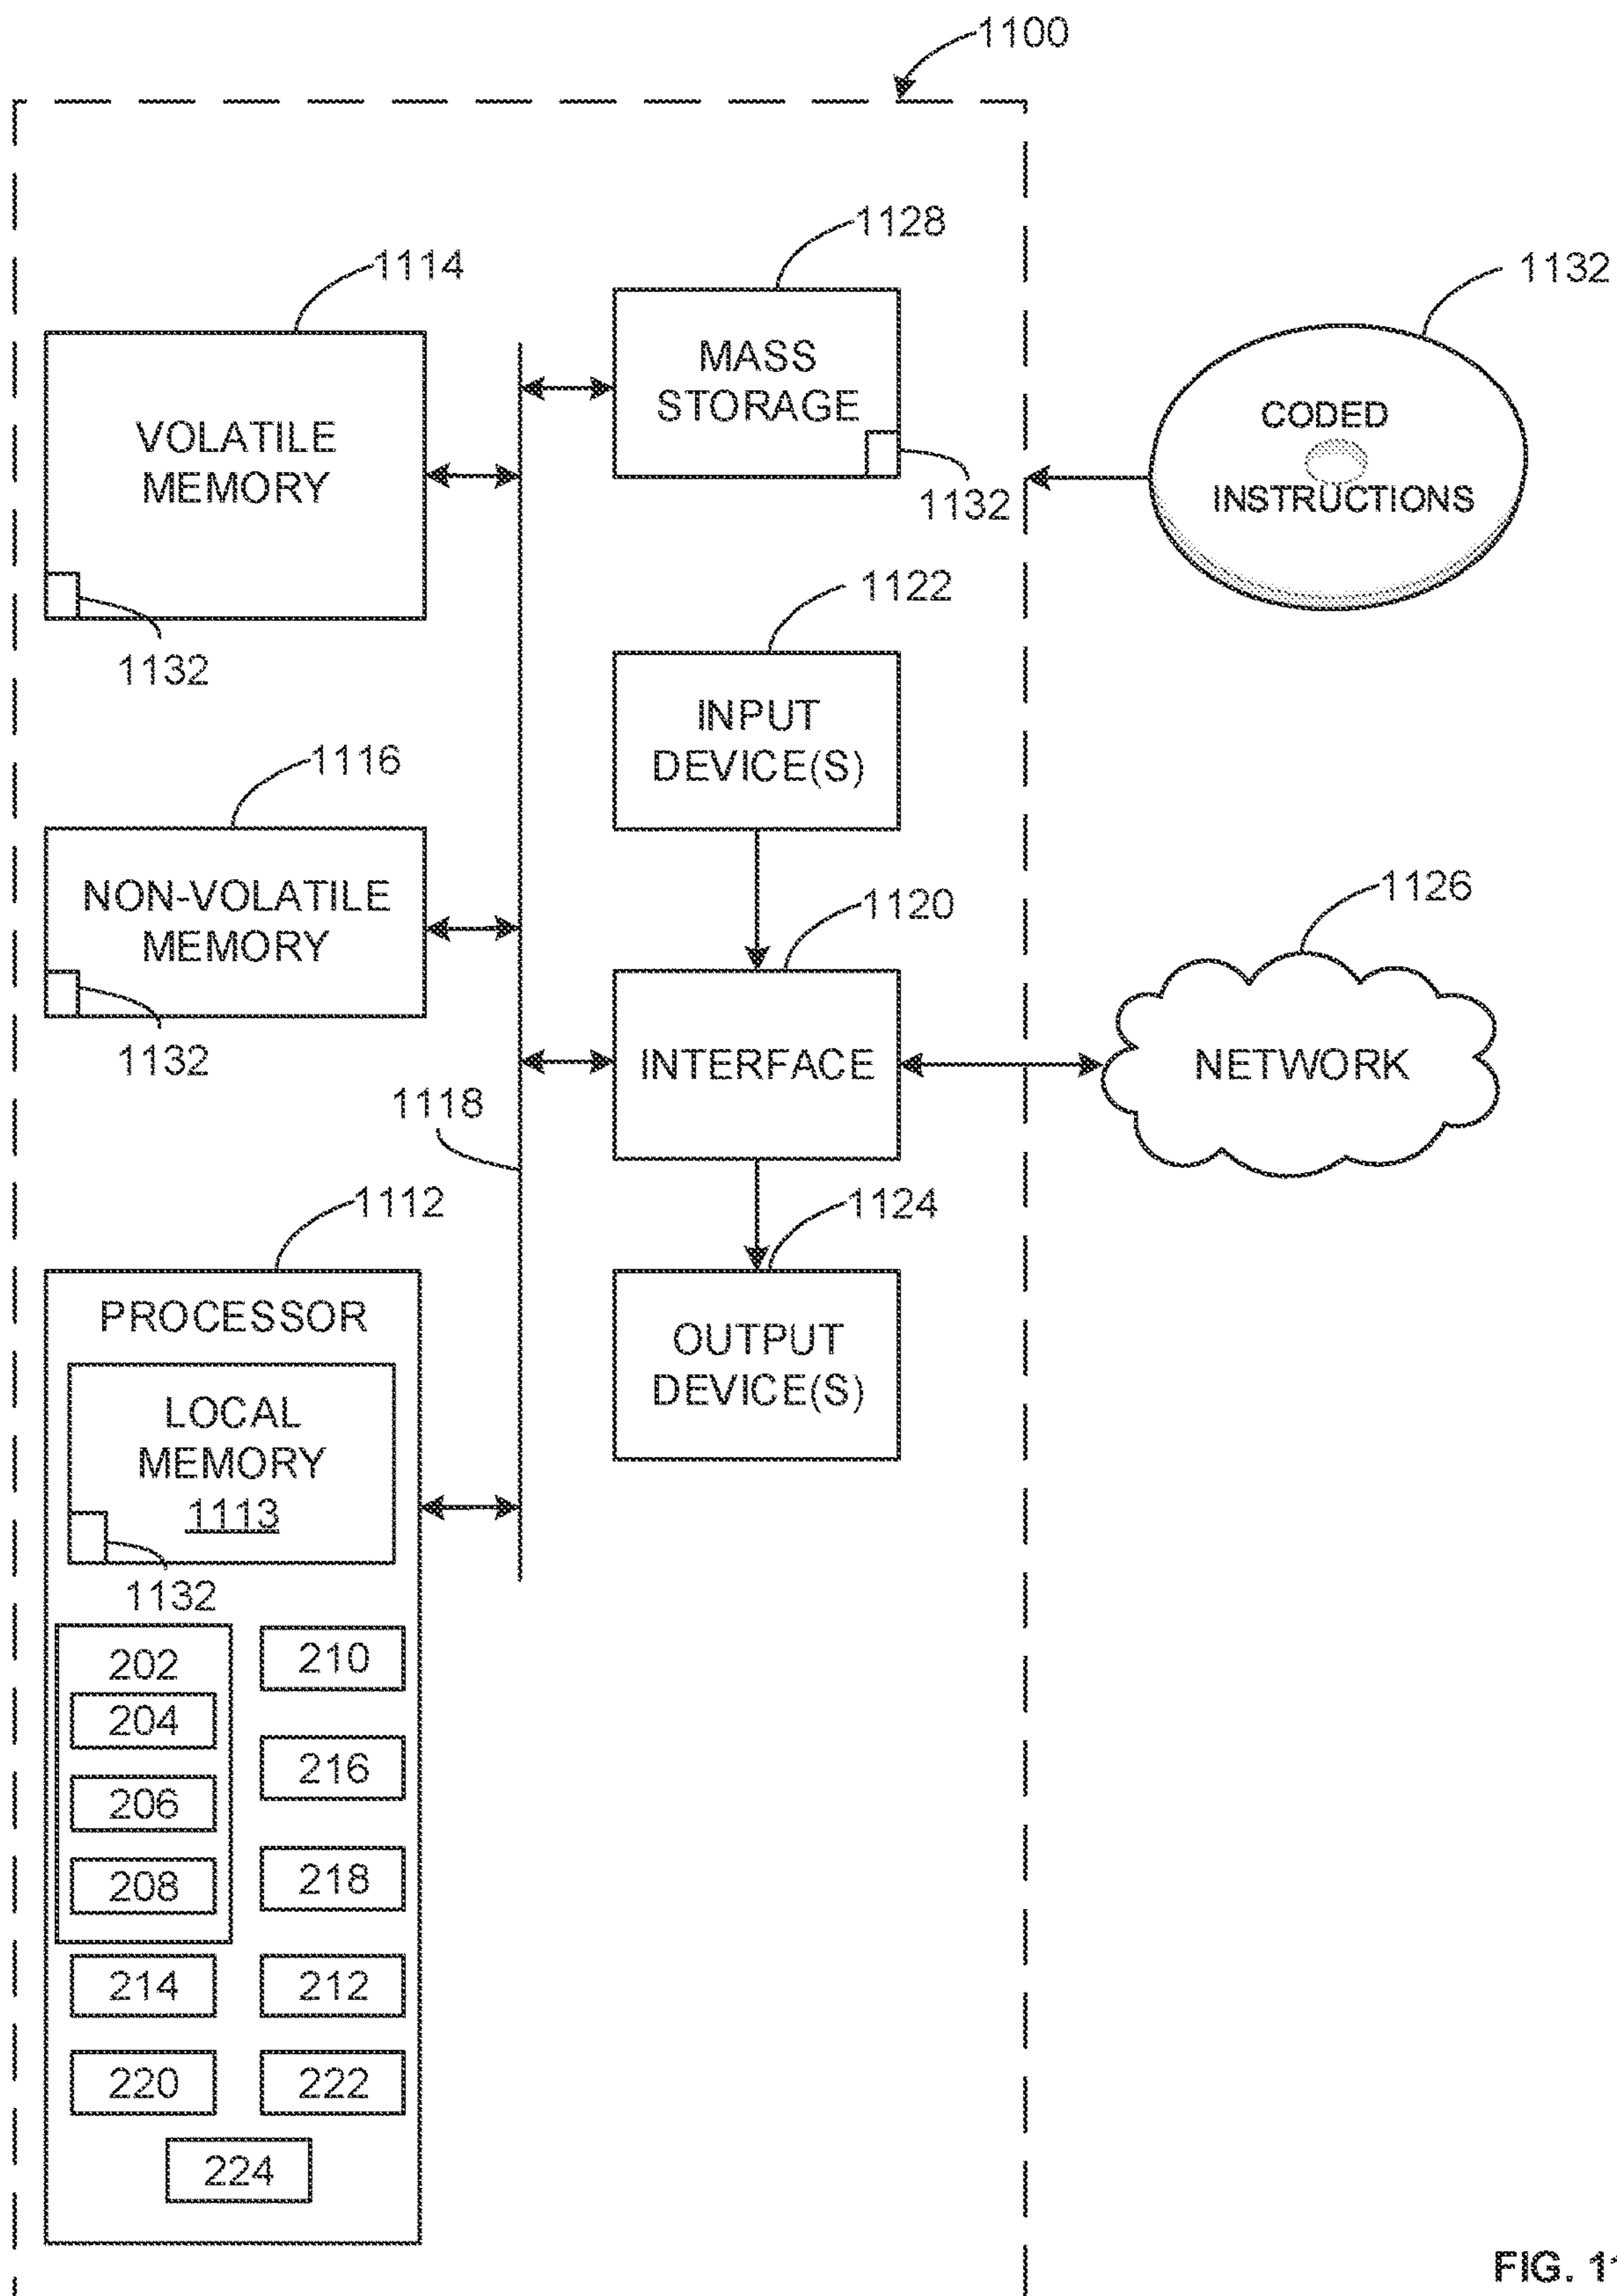 1100
1128
1114
1132
MASS
STORAGE
VOLATILE
MEMORY
CODED
INSTRUCTIONS
1132
1122
1132
INPUT
DEVICE(S)
1116
1120
1126
NON-VOLATILE
MEMORY
1132
INTERFACE
NETWORK
1118
1112
1124
PROCESSOR
OUTPUT
DEVICE(S)
LOCAL
MEMORY
1113
1132
202
210
204
216
206
208
218
214
212
220
222
224
FIG. 11